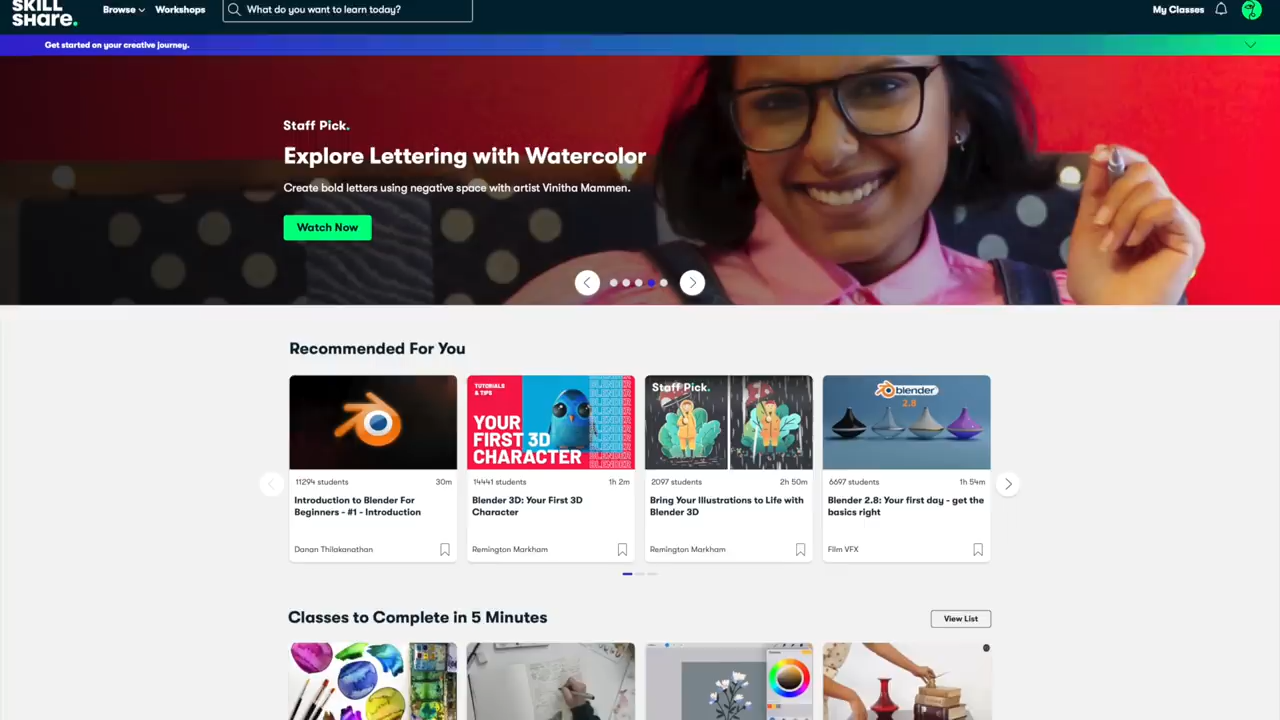 SKILL
SHare.
Browse
Workshops
What do you want to learn today?
My Classes
Get started on your creative journey.
Staff Pick.
Explore Lettering with Watercolor
Create bold letters using negative space with artist Vinitha Mammen.
Watch Now
Recommended For You
TUTORIALS
& TIPS
YOUR
FIRST 3D
CHARACTER
BLENDER
Staff Pick.
blender
2.8
11294 students 30m
Introduction to Blender For
Beginners - #1 - Introduction
Danan Thilakanathan
14441 students 1h 2m
Blender 3D: Your First 3D
Character
Remington Markham
2097 students 2h 50m
Bring Your Illustrations to Life with
Blender 3D
Remington Markham
6697 students 1h 54m
Blender 2.8: Your first day - get the
basics right
Film VFX
Classes to Complete in 5 Minutes
View List